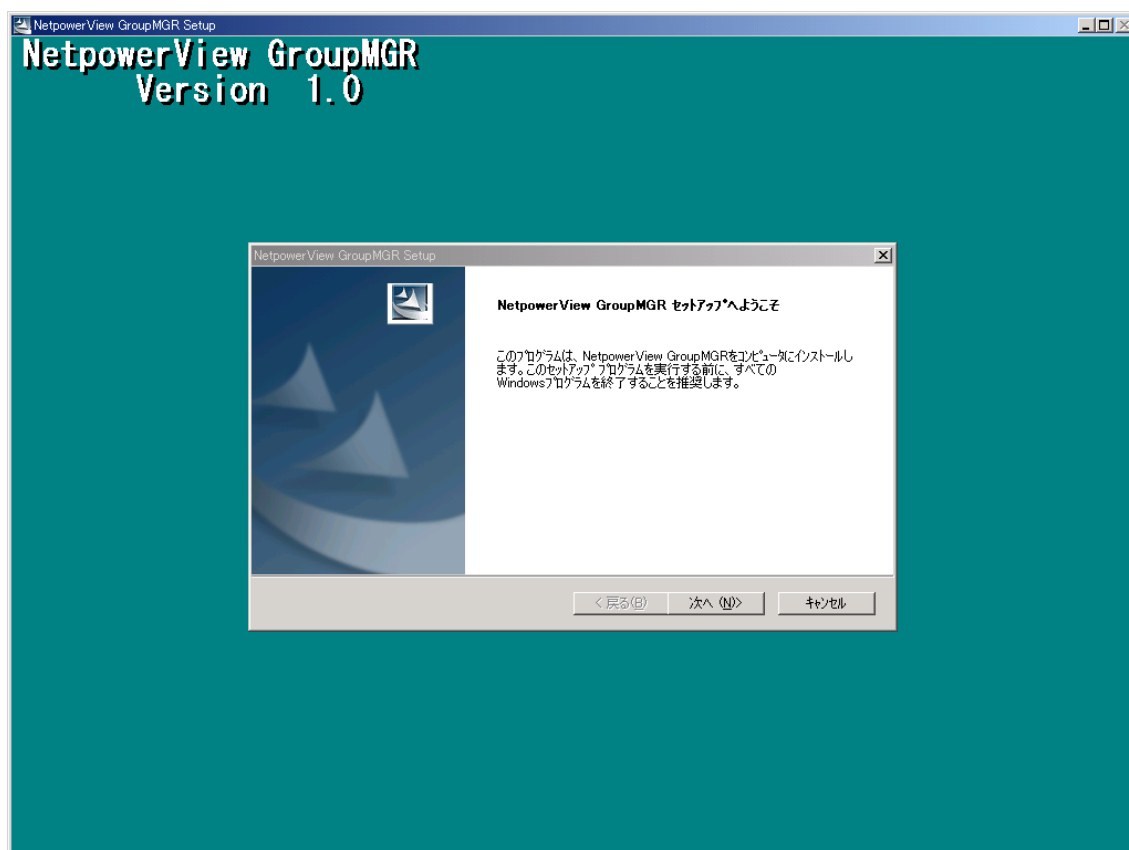 NetpowerView GroupMGR Setup
NetpowerView GroupMGR
Version 1.0
NetpowerView GroupMGR Setup
NetpowerView GroupMGR ｾｯﾄｱｯﾌﾟへようこそ
このﾌﾟﾛｸﾞﾗﾑは、NetpowerView GroupMGRをｺﾝﾋﾟｭｰﾀにインストールし
ます。このｾｯﾄｱｯﾌﾟ ﾌﾟﾛｸﾞﾗﾑを実行する前に、すべての
Windowsﾌﾟﾛｸﾞﾗﾑを終了することを推奨します。
< 戻る(B)
次へ (N)>
ｷｬﾝｾﾙ